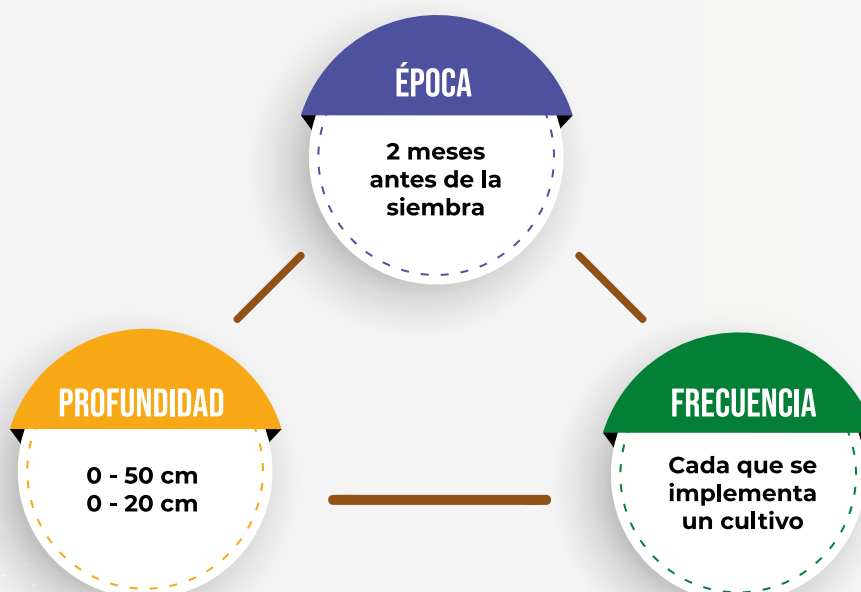 ÉPOCA
2 meses
antes de la
siembra
PROFUNDIDAD
0 - 50 cm
0 - 20 cm
FRECUENCIA
Cada que se
implementa
un cultivo